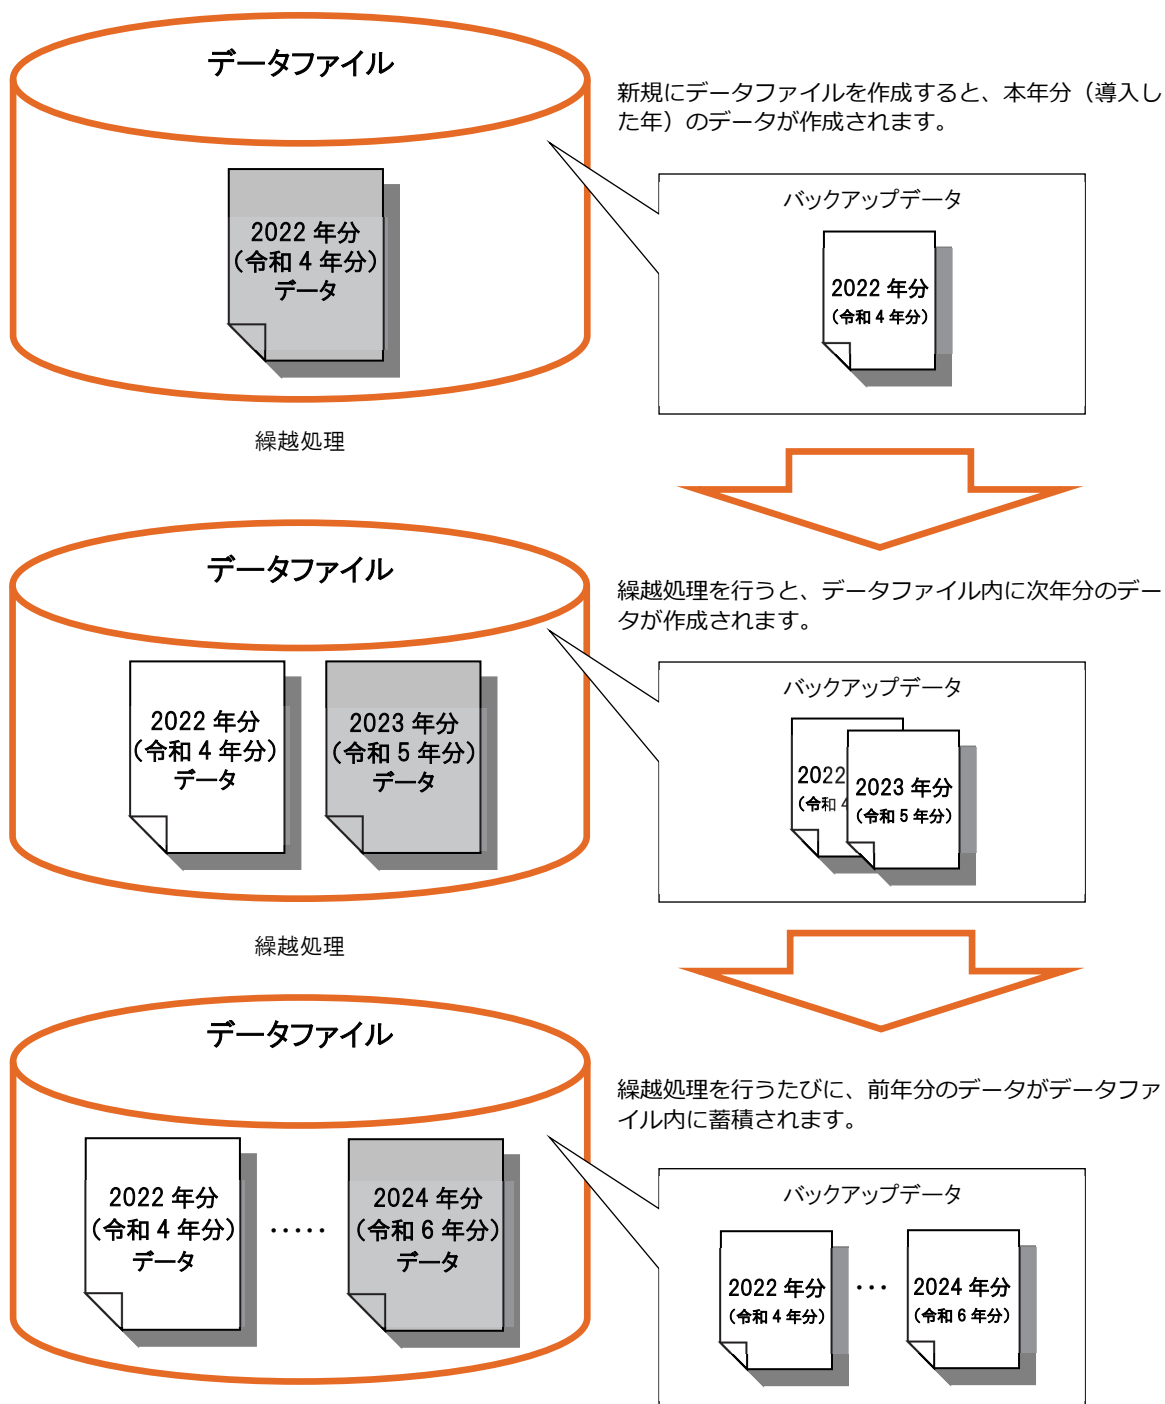 データファイル
新規にデータファイルを作成すると、本年分（導入し
た年）のデータが作成されます。
2022 年分
（令和 4 年分）
データ
バックアップデータ
2022 年分
（令和 4 年分）
繰越処理
データファイル
繰越処理を行うと、データファイル内に次年分のデー
タが作成されます。
2022 年分
（令和 4 年分）
データ
2023 年分
（令和 5 年分）
データ
バックアップデータ
2022
（令和 4
2023 年分
（令和 5 年分）
繰越処理
データファイル
繰越処理を行うたびに、前年分のデータがデータファ
イル内に蓄積されます。
2022 年分
（令和 4 年分）
データ
・・・・・
2024 年分
（令和 6 年分）
データ
バックアップデータ
2022 年分
（令和 4 年分）
・・・
2024 年分
（令和 6 年分）